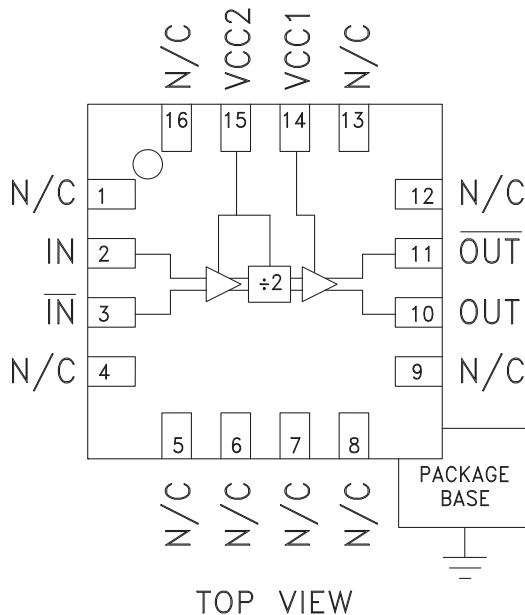 N/C
VCC2
VCC1
N/C
16
15
14
13
N/C
1
12
N/C
IN
2
11
OUT
÷2
IN
3
10
OUT
N/C
4
9
N/C
5
6
7
8
N/C
N/C
N/C
N/C
PACKAGE
BASE
TOP VIEW